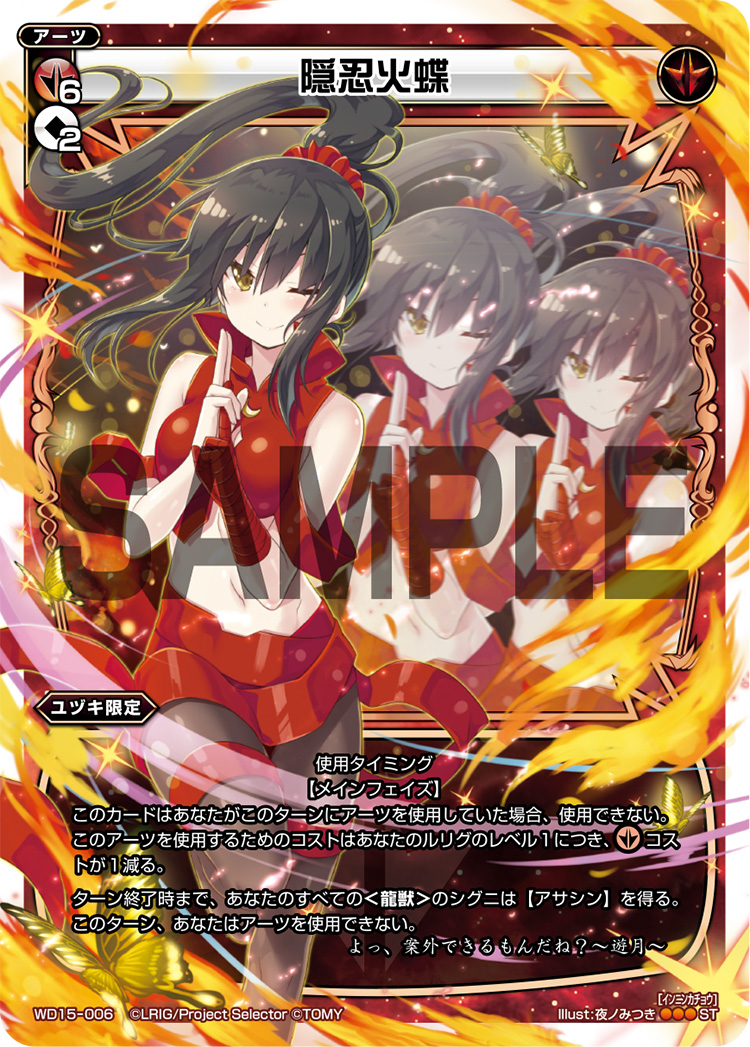 アーツ
隠忍火蝶
6
2
SAMPLE
ユヅキ限定
使用タイミング
【メインフェイズ】
このカードはあなたがこのターンにアーツを使用していた場合、使用できない。
このアーツを使用するためのコストはあなたのルリグのレベル1につき、コス
トが1減る。
ターン終了時まで、あなたのすべての<龍獣>のシグニは【アサシン】を得る。
このターン、あなたはアーツを使用できない。
よっ、案外できるもんだね?~遊月~
[インニンカチョウ]
WD15-006 ©LRIG/Project Selector ©TOMY Illust:夜ノみつき ST